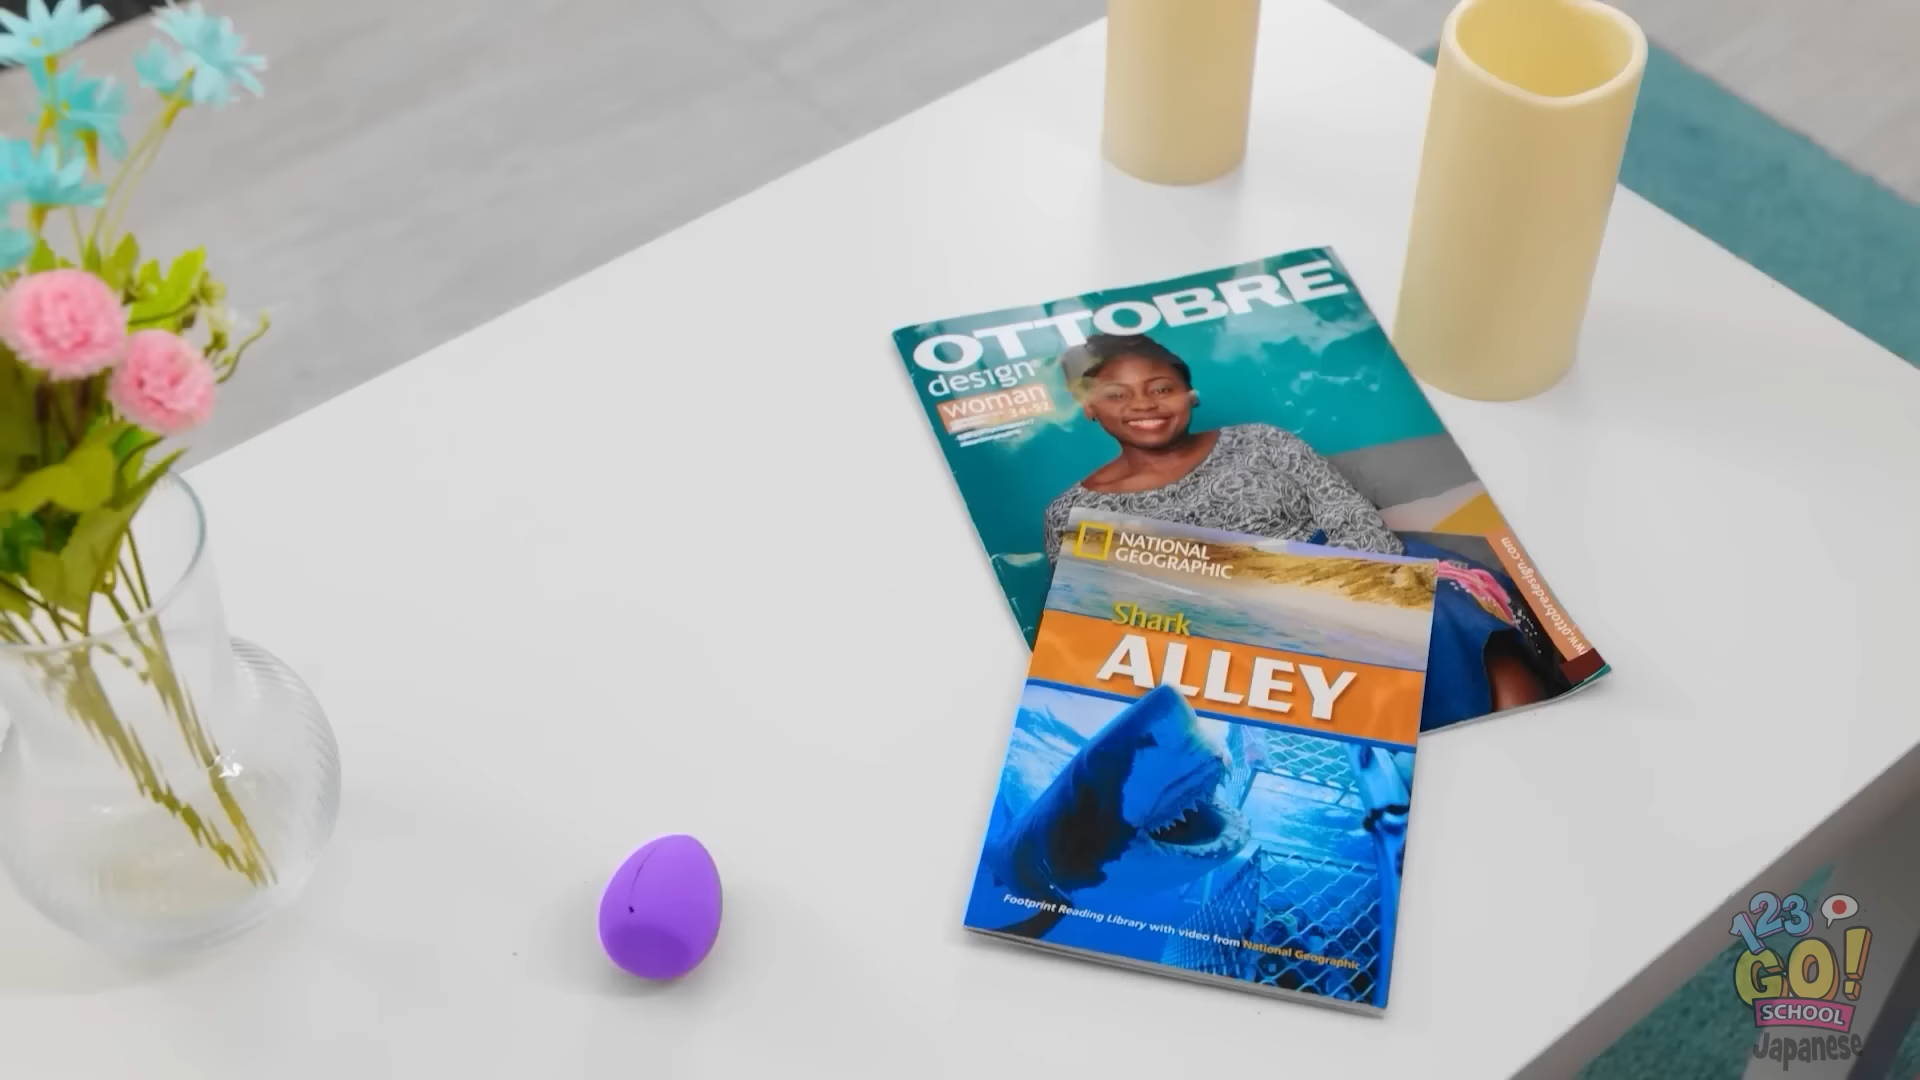 OTTOBRE
design
woman
34-52
www.ottobredesign.com
NATIONAL
GEOGRAPHIC
Shark
ALLEY
Footprint Reading Library with video from National Geographic
123
GO!
SCHOOL
Japanese